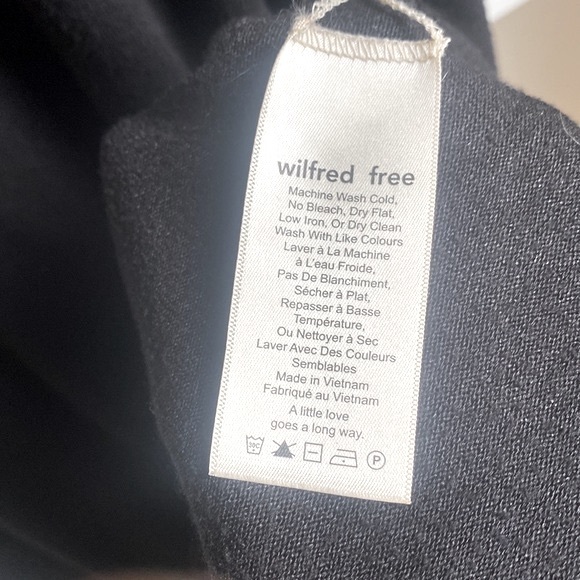 wilfred free
Machine Wash Cold,
No Bleach, Dry Flat,
Low Iron, Or Dry Clean
Wash With Like Colours
Laver à La Machine
à L'eau Froide,
Pas De Blanchiment,
Sécher à Plat,
Repasser à Basse
Température,
Ou Nettoyer à Sec
Laver Avec Des Couleurs
Semblables
Made in Vietnam
Fabriqué au Vietnam
A little love
goes a long way.
30C P